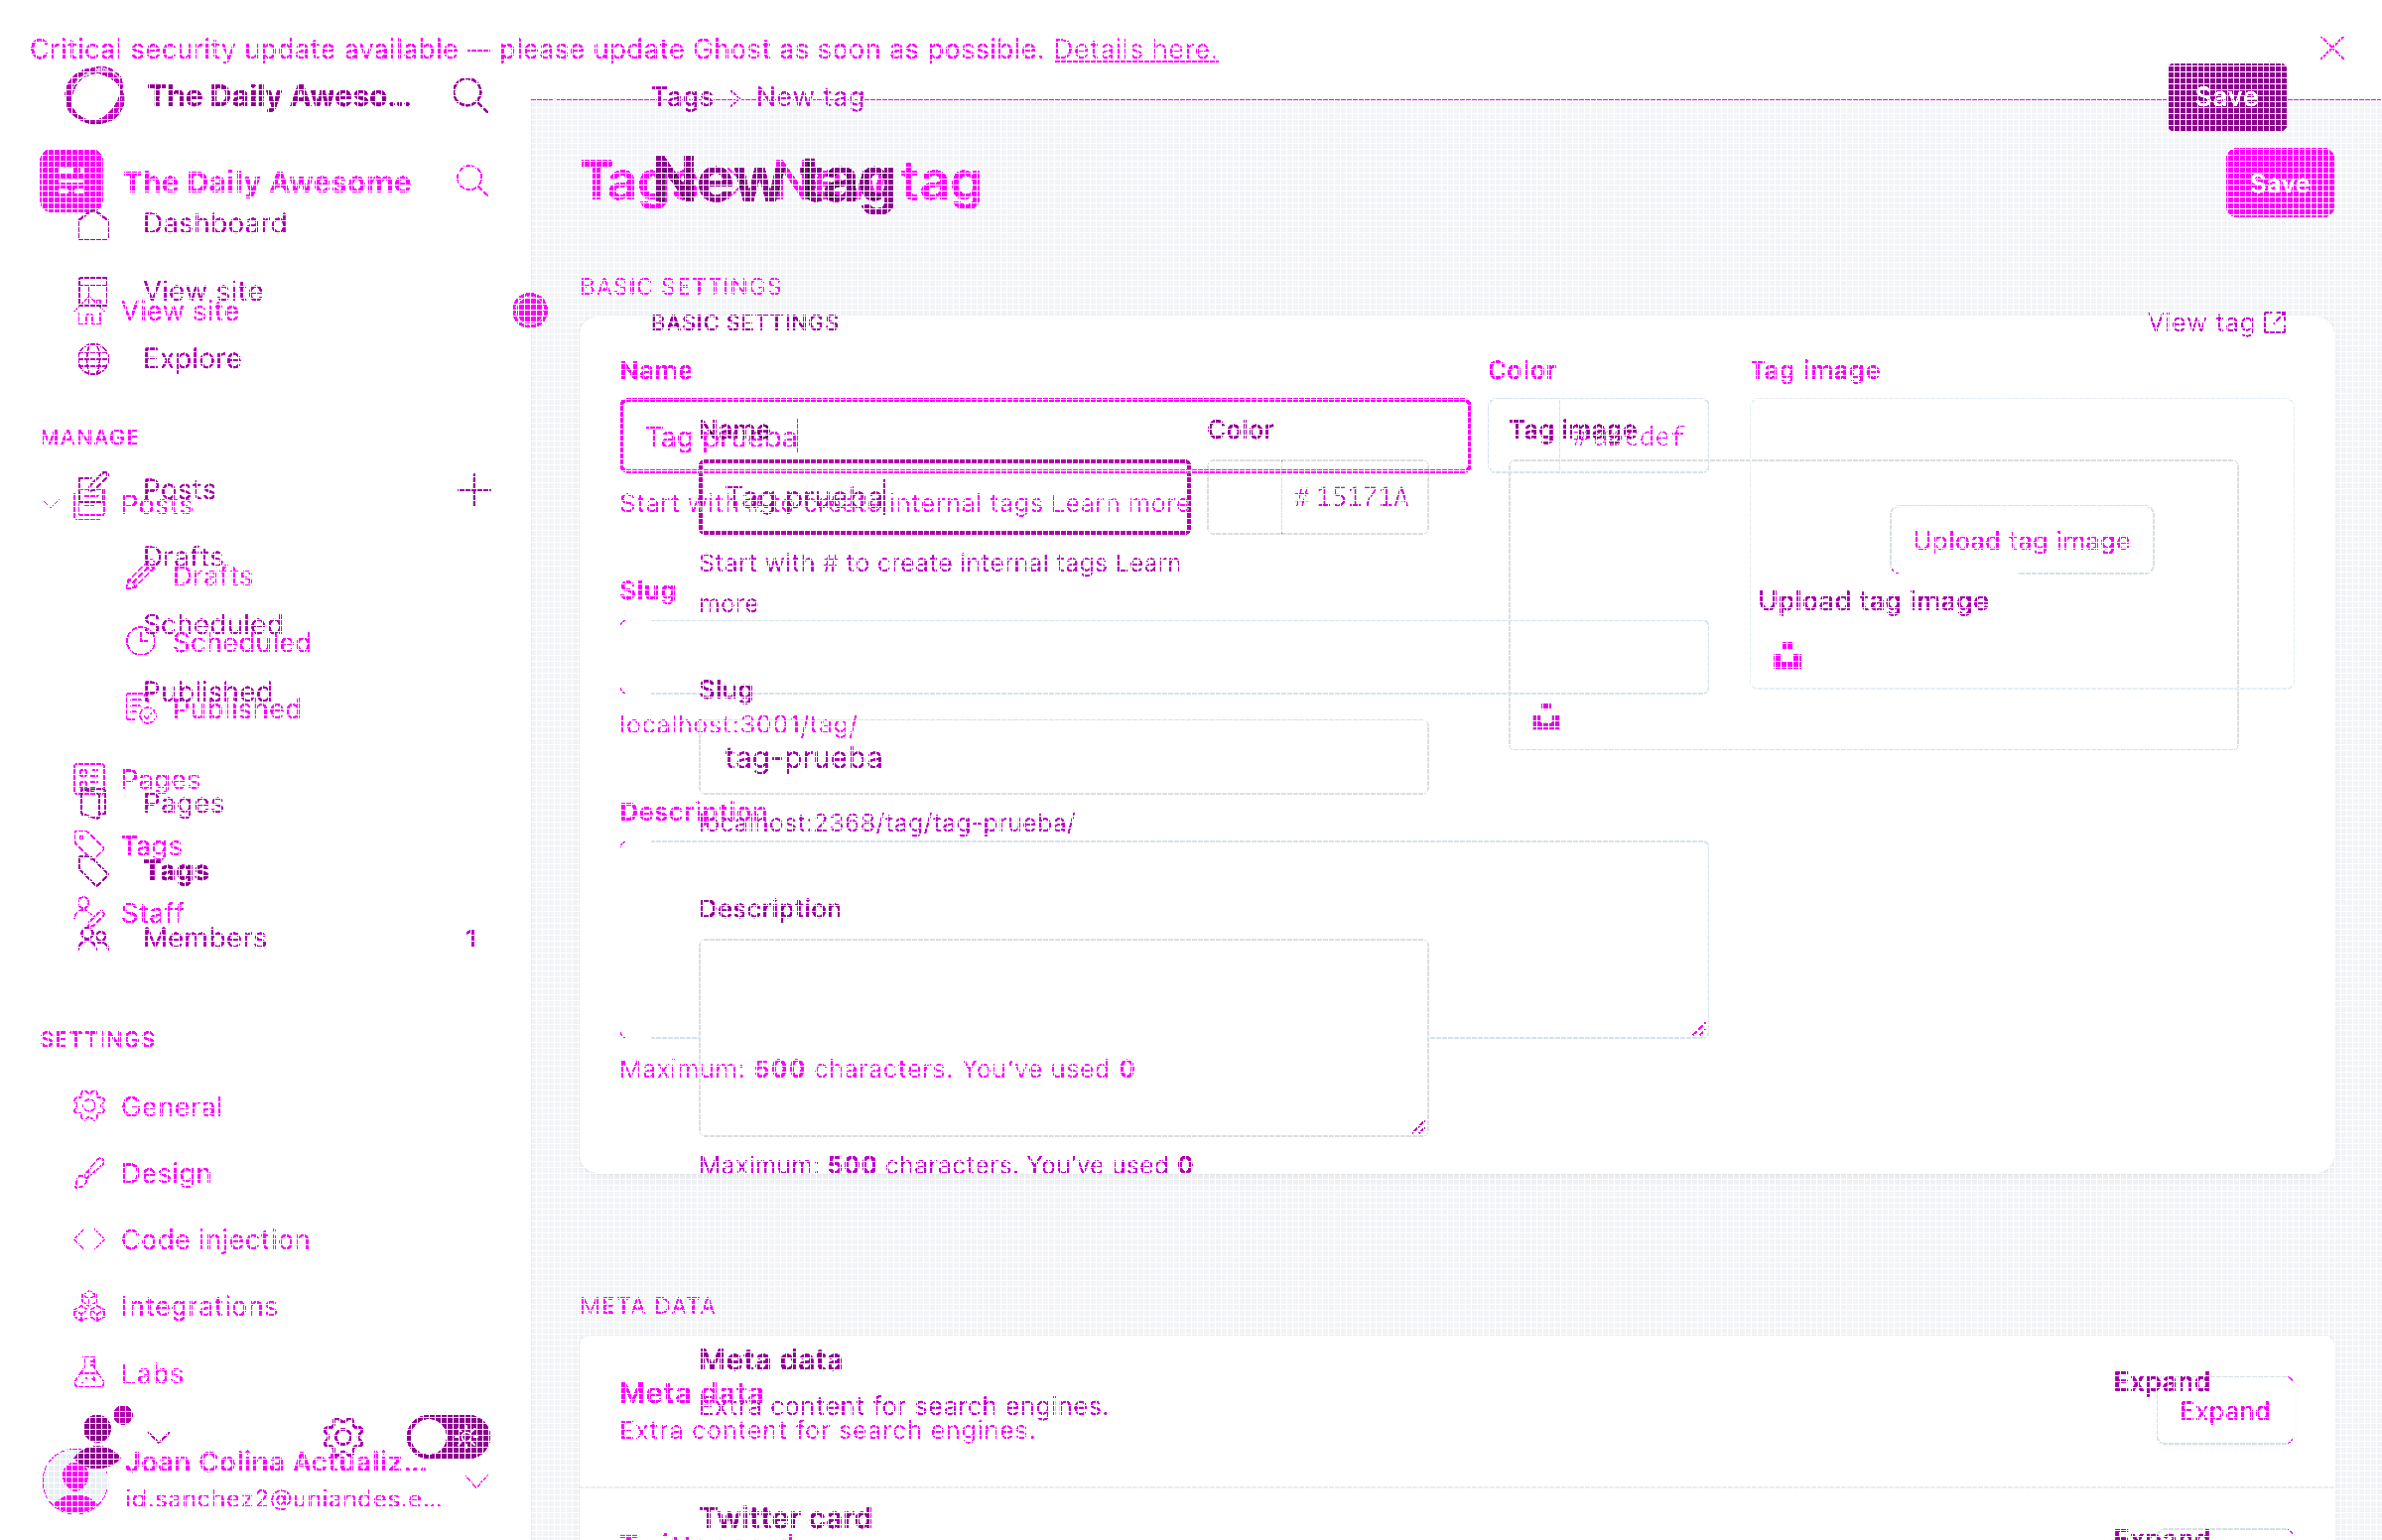 Critical security update available — please update Ghost as soon as possible. Details here.
The Daily Aweso...
Tags > New tag
Save
The Daily Awesome
Tags > New tag
New tag
Save
Dashboard
View site
View site
Explore
BASIC SETTINGS
BASIC SETTINGS
View tag
Name
Color
Tag image
MANAGE
Tag prueba
Name
Color
Tag image
Posts
Posts
Tag prueba
# 15171A
Start with # to create internal tags Learn more
Upload tag image
Drafts
Drafts
Start with # to create internal tags Learn
more
Slug
Upload tag image
Scheduled
Scheduled
Published
Published
Slug
localhost:3001/tag/
tag-prueba
Pages
Pages
Description
localhost:2368/tag/tag-prueba/
Tags
Tags
Staff
Description
Members
1
SETTINGS
Maximum: 500 characters. You've used 0
General
Maximum: 500 characters. You've used 0
Design
Code injection
Integrations
META DATA
Labs
Meta data
Expand
Meta data
Extra content for search engines.
Expand
Extra content for search engines.
Joan Colina Actualiz...
id.sanchez2@uniandes.e...
Twitter card
Expand